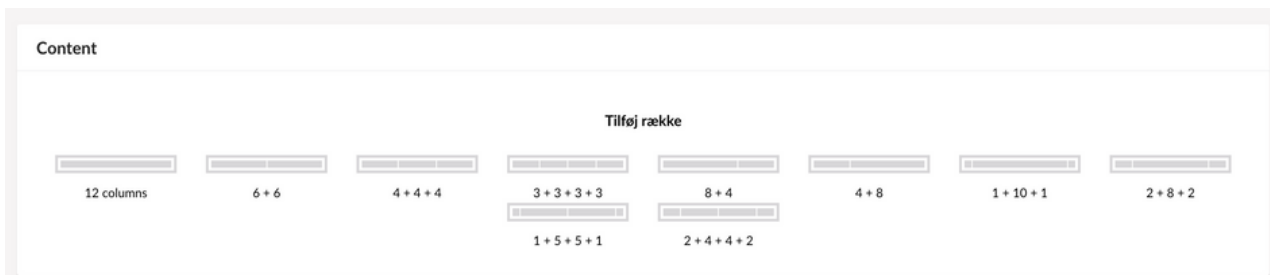 Content
Tilføj række
12 columns 6 + 6 4 + 4 + 4 3 + 3 + 3 + 3 8 + 4 4 + 8 1 + 10 + 1 2 + 8 + 2
1 + 5 + 5 + 1 2 + 4 + 4 + 2